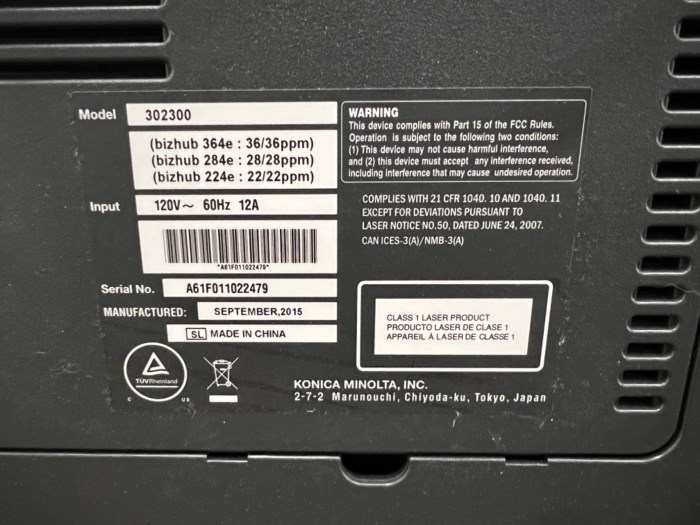 Model 302300
(bizhub 364e : 36/36ppm)
(bizhub 284e : 28/28ppm)
(bizhub 224e : 22/22ppm)
Input 120V~ 60Hz 12A
*A61F011022479*
Serial No. A61F011022479
MANUFACTURED: SEPTEMBER,2015
SL MADE IN CHINA
TÜVRheinland
C US
WARNING
This device complies with Part 15 of the FCC Rules.
Operation is subject to the following two conditions:
(1) This device may not cause harmful interference,
and (2) this device must accept any interference received,
including interference that may cause undesired operation.
COMPLIES WITH 21 CFR 1040. 10 AND 1040. 11
EXCEPT FOR DEVIATIONS PURSUANT TO
LASER NOTICE NO.50, DATED JUNE 24, 2007.
CAN ICES-3(A)/NMB-3(A)
CLASS 1 LASER PRODUCT
PRODUCTO LASER DE CLASE 1
APPAREIL À LASER DE CLASSE 1
KONICA MINOLTA, INC.
2-7-2 Marunouchi, Chiyoda-ku, Tokyo, Japan